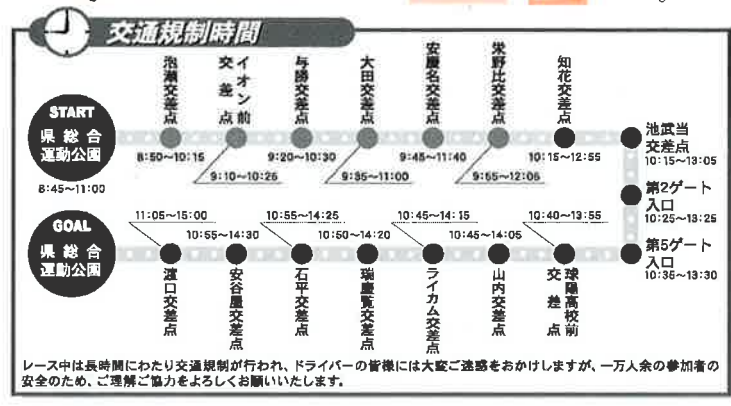 交通規制時間
START
県総合
運動公園
8:45~11:00
泡瀬交差点
8:50~10:15
イオン前
交差点
9:10~10:25
与勝交差点
9:20~10:30
大田交差点
9:35~11:00
安慶名交差点
9:45~11:40
栄野比交差点
9:55~12:05
知花交差点
10:15~12:55
池武当
交差点
10:15~13:05
第2ゲート
入口
10:25~13:25
第5ゲート
入口
10:35~13:30
球陽高校前
交差点
10:40~13:55
山内交差点
10:45~14:05
ライカム交差点
10:45~14:15
瑞慶覧交差点
10:50~14:20
石平交差点
10:55~14:25
安谷屋交差点
10:55~14:30
渡口交差点
11:05~15:00
GOAL
県総合
運動公園
レース中は長時間にわたり交通規制が行われ、ドライバーの皆様には大変ご迷惑をおかけしますが、一万人余の参加者の
安全のため、ご理解ご協力をよろしくお願いいたします。